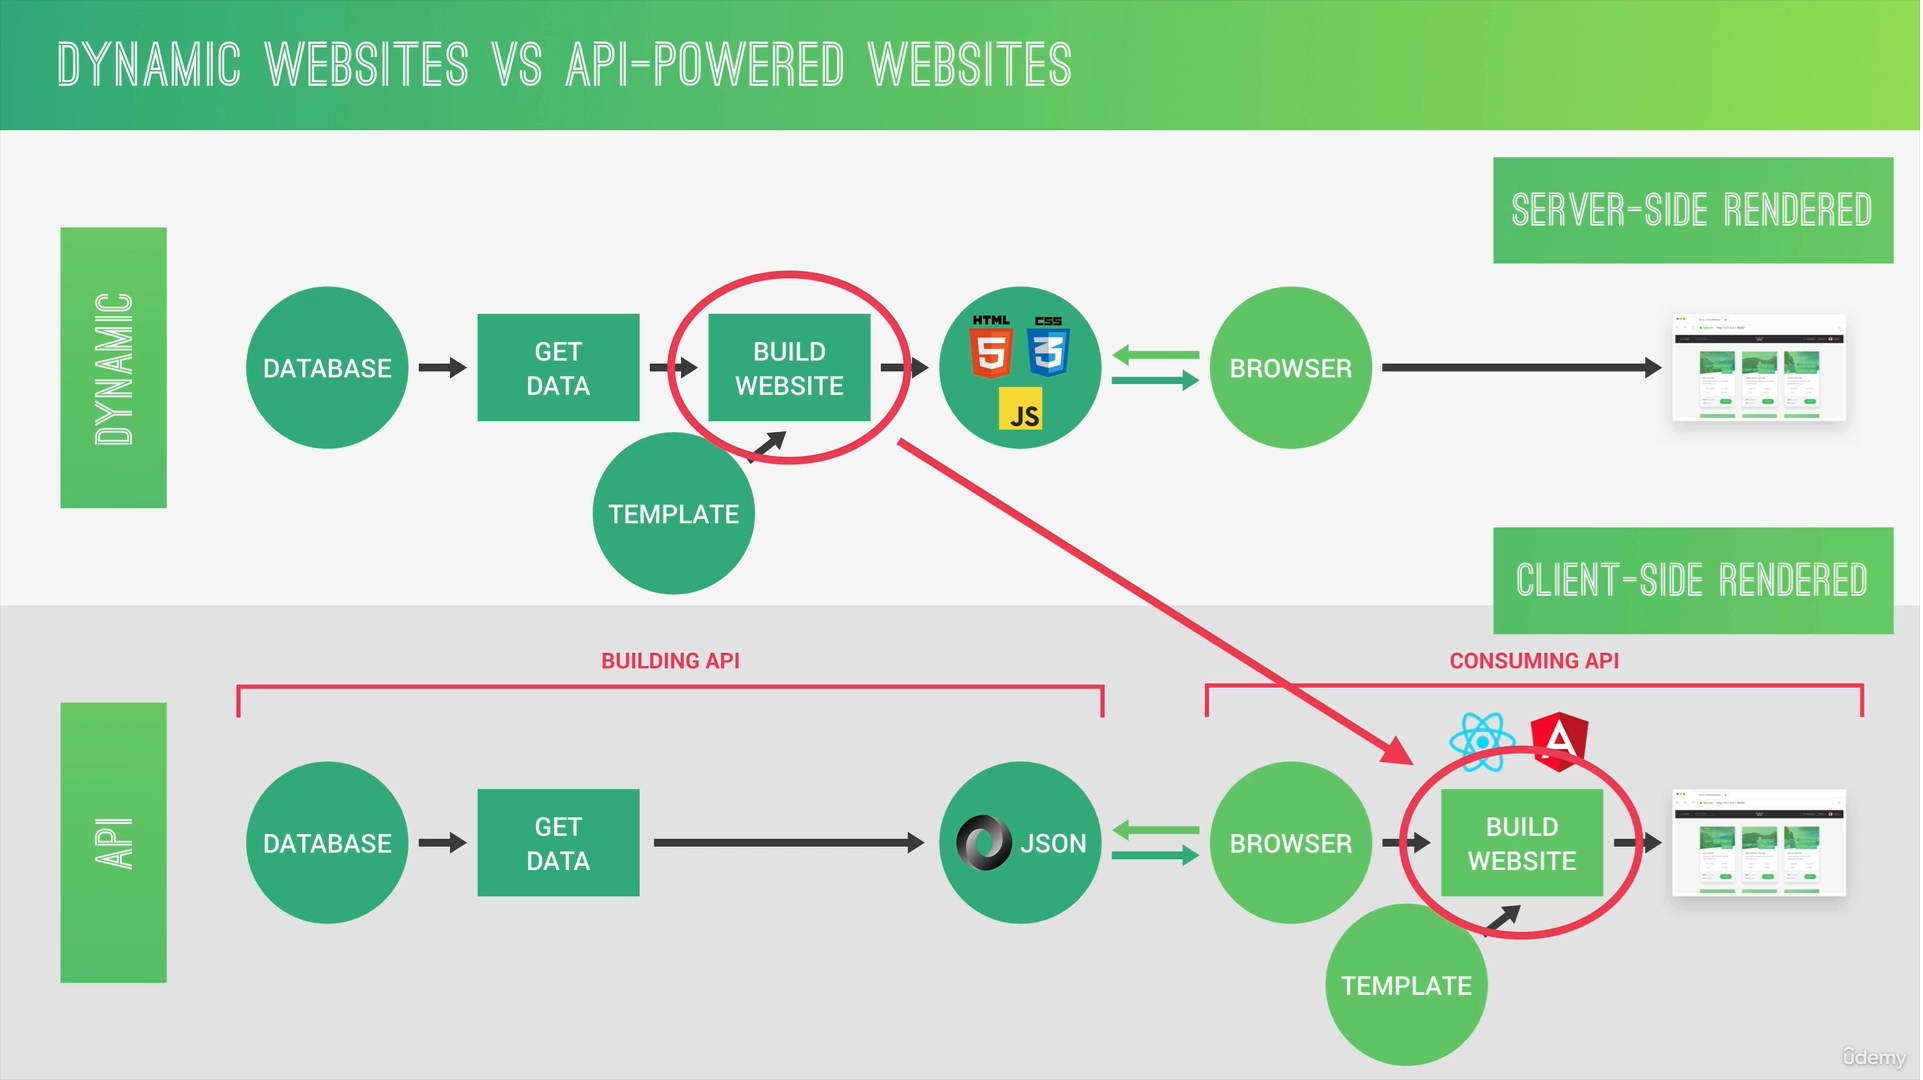 DYNAMIC WEBSITES VS API-POWERED WEBSITES
SERVER-SIDE RENDERED
DYNAMIC
DATABASE
GET
DATA
BUILD
WEBSITE
TEMPLATE
HTML
5
CSS
3
JS
BROWSER
CLIENT-SIDE RENDERED
BUILDING API
CONSUMING API
API
DATABASE
GET
DATA
JSON
BROWSER
A
BUILD
WEBSITE
TEMPLATE
ûdemy